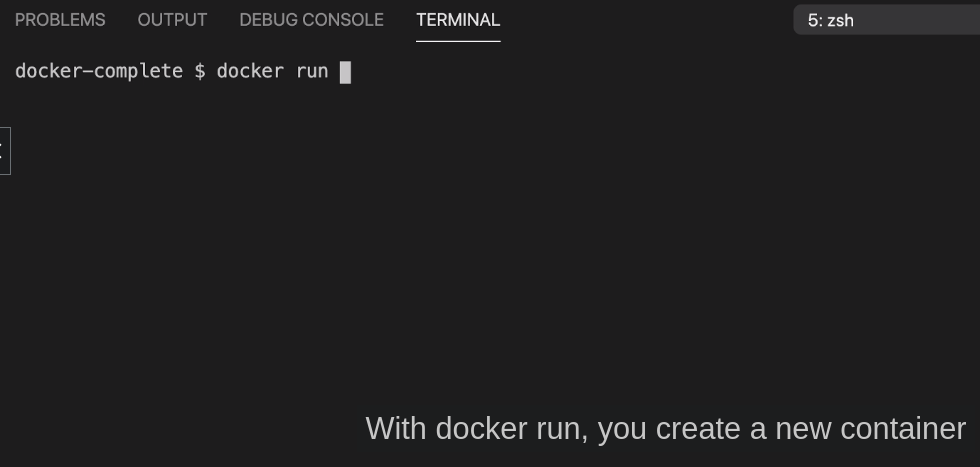 PROBLEMS OUTPUT DEBUG CONSOLE TERMINAL 5: zsh
docker-complete $ docker run
With docker run, you create a new container